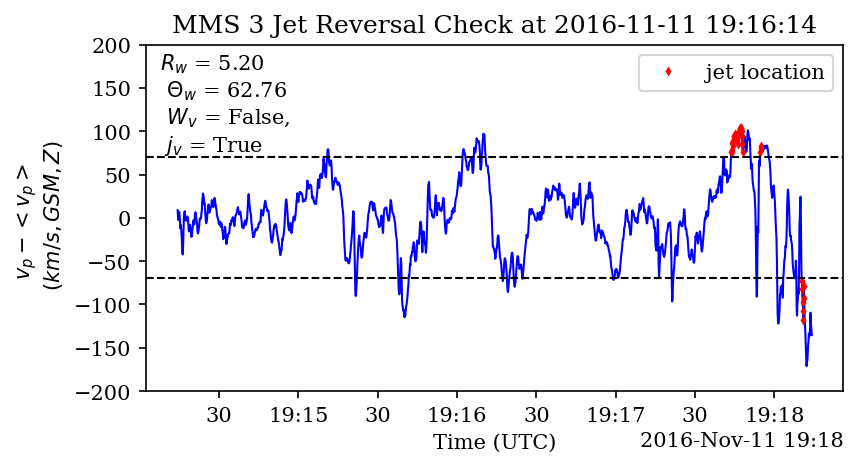 MMS 3 Jet Reversal Check at 2016-11-11 19:16:14
R_w = 5.20
Θ_w = 62.76
W_v = False,
j_v = True
jet location
v_p − <v_p>
(km/s, GSM, Z)
200
150
100
50
0
−50
−100
−150
−200
30 19:15 30 19:16 30 19:17 30 19:18
Time (UTC)
2016-Nov-11 19:18